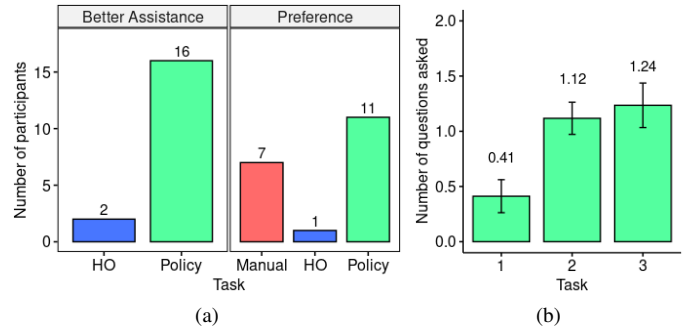 Better Assistance
Preference
Number of participants
15
10
5
0
2
16
7
1
11
HO
Policy
Manual
HO
Policy
Task
(a)
Number of questions asked
2.0
1.5
1.0
0.5
0.0
0.41
1.12
1.24
1
2
3
Task
(b)